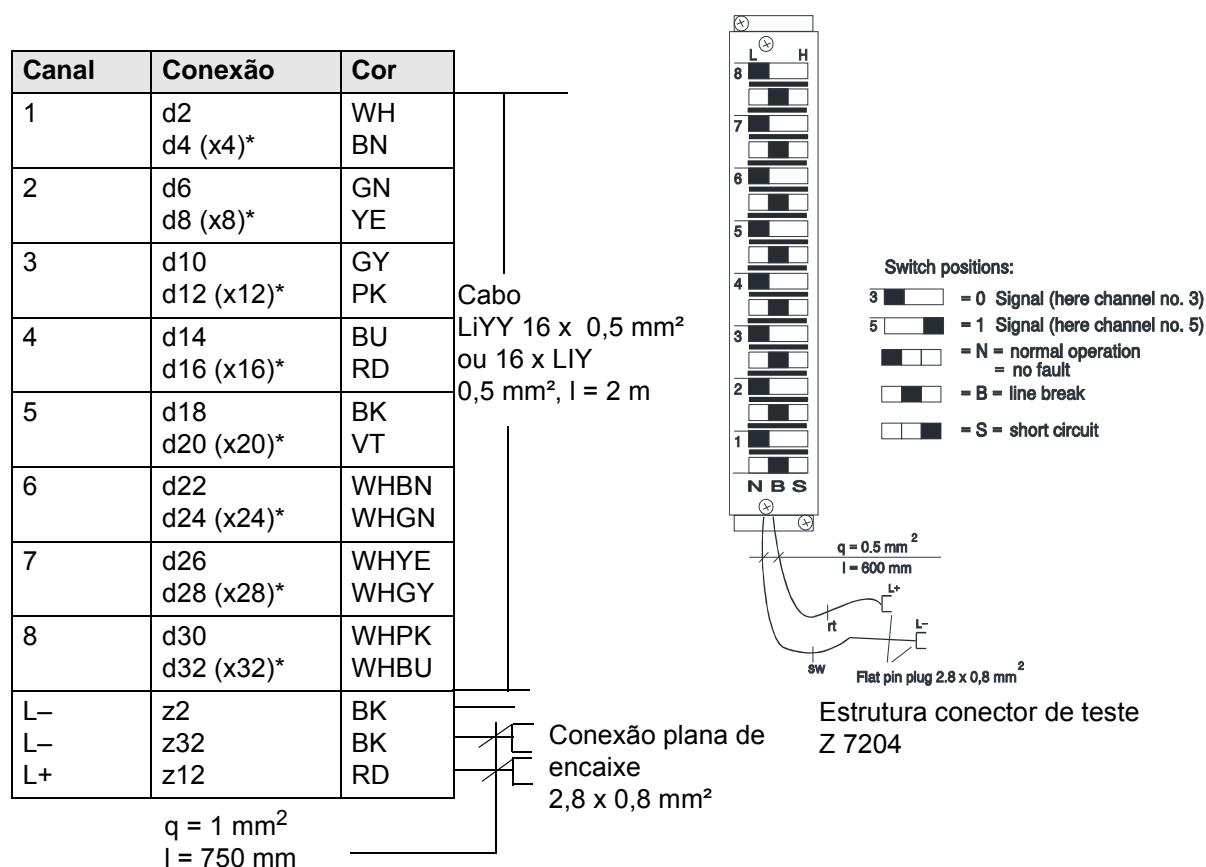 Canal Conexão Cor
1 d2 WH
d4 (x4)* BN
2 d6 GN
d8 (x8)* YE
3 d10 GY
d12 (x12)* PK
4 d14 BU
d16 (x16)* RD
5 d18 BK
d20 (x20)* VT
6 d22 WHBN
d24 (x24)* WHGN
7 d26 WHYE
d28 (x28)* WHGY
8 d30 WHPK
d32 (x32)* WHBU
L– z2 BK
L– z32 BK
L+ z12 RD
q = 1 mm²
l = 750 mm
Cabo
LiYY 16 x 0,5 mm²
ou 16 x LIY
0,5 mm², l = 2 m
Conexão plana de
encaixe
2,8 x 0,8 mm²
L H
8
7
6
5
4
3
2
1
N B S
q = 0.5 mm²
l = 600 mm
L+
rt
L–
sw
Flat pin plug 2.8 x 0,8 mm²
Switch positions:
3 = 0 Signal (here channel no. 3)
5 = 1 Signal (here channel no. 5)
= N = normal operation
= no fault
= B = line break
= S = short circuit
Estrutura conector de teste
Z 7204